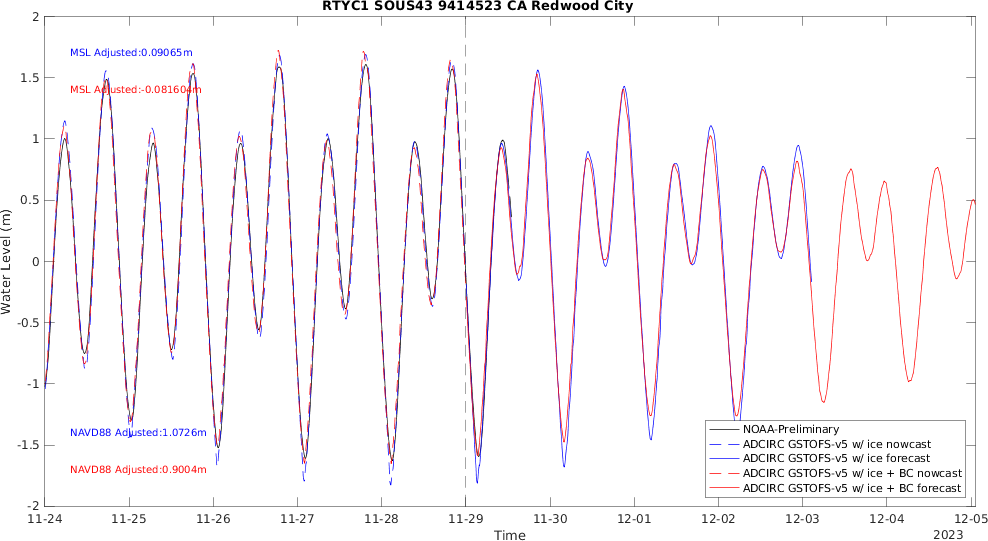 RTYC1 SOUS43 9414523 CA Redwood City
2
1.5
1
0.5
0
-0.5
-1
-1.5
-2
Water Level (m)
MSL Adjusted:0.09065m
MSL Adjusted:-0.081604m
NAVD88 Adjusted:1.0726m
NAVD88 Adjusted:0.9004m
NOAA-Preliminary
ADCIRC GSTOFS-v5 w/ ice nowcast
ADCIRC GSTOFS-v5 w/ ice forecast
ADCIRC GSTOFS-v5 w/ ice + BC nowcast
ADCIRC GSTOFS-v5 w/ ice + BC forecast
11-24 11-25 11-26 11-27 11-28 11-29 11-30 12-01 12-02 12-03 12-04 12-05
Time
2023